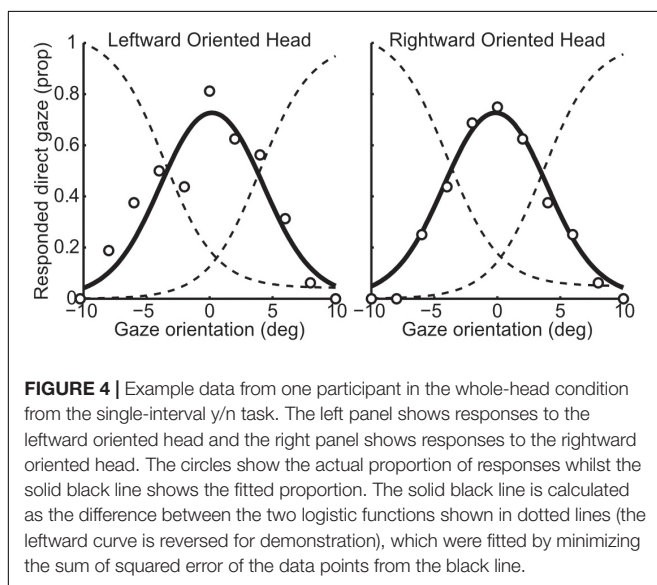 Leftward Oriented Head
Rightward Oriented Head
Responded direct gaze (prop)
1
0.8
0.6
0.4
0.2
0
−10 −5 0 5 10
Gaze orientation (deg)
−10 −5 0 5 10
Gaze orientation (deg)
FIGURE 4 | Example data from one participant in the whole-head condition
from the single-interval y/n task. The left panel shows responses to the
leftward oriented head and the right panel shows responses to the rightward
oriented head. The circles show the actual proportion of responses whilst the
solid black line shows the fitted proportion. The solid black line is calculated
as the difference between the two logistic functions shown in dotted lines (the
leftward curve is reversed for demonstration), which were fitted by minimizing
the sum of squared error of the data points from the black line.